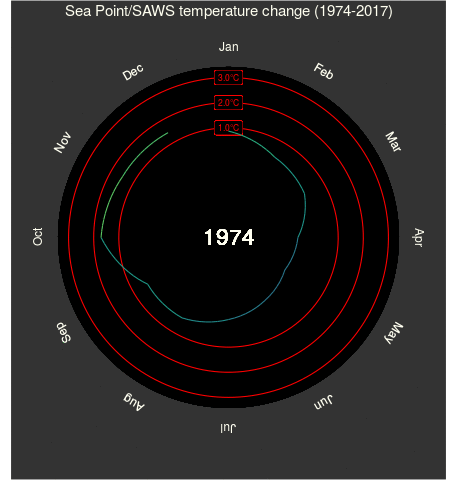 Sea Point/SAWS temperature change (1974-2017)
Jan
Dec
Feb
3.0°C
2.0°C
1.0°C
Nov
Mar
Oct
1974
Apr
Sep
May
Aug
Jun
Jul